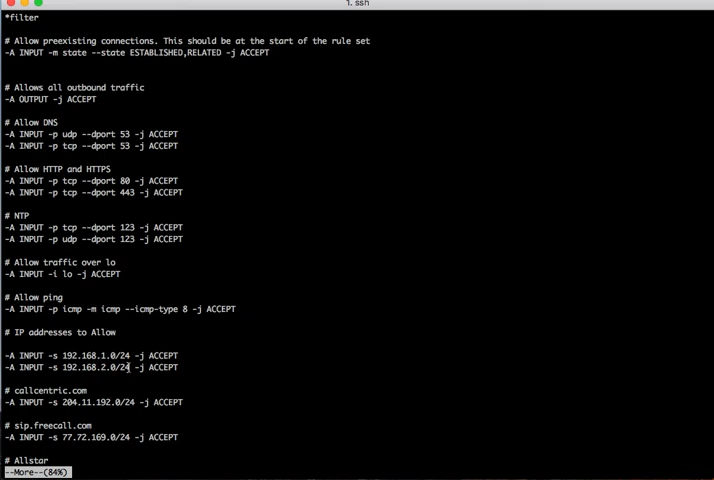 1. ssh
*filter
# Allow preexisting connections. This should be at the start of the rule set
-A INPUT -m state --state ESTABLISHED,RELATED -j ACCEPT
# Allows all outbound traffic
-A OUTPUT -j ACCEPT
# Allow DNS
-A INPUT -p udp --dport 53 -j ACCEPT
-A INPUT -p tcp --dport 53 -j ACCEPT
# Allow HTTP and HTTPS
-A INPUT -p tcp --dport 80 -j ACCEPT
-A INPUT -p tcp --dport 443 -j ACCEPT
# NTP
-A INPUT -p tcp --dport 123 -j ACCEPT
-A INPUT -p udp --dport 123 -j ACCEPT
# Allow traffic over lo
-A INPUT -i lo -j ACCEPT
# Allow ping
-A INPUT -p icmp -m icmp --icmp-type 8 -j ACCEPT
# IP addresses to Allow
-A INPUT -s 192.168.1.0/24 -j ACCEPT
-A INPUT -s 192.168.2.0/24 -j ACCEPT
# callcentric.com
-A INPUT -s 204.11.192.0/24 -j ACCEPT
# sip.freecall.com
-A INPUT -s 77.72.169.0/24 -j ACCEPT
# Allstar
--More--(84%)